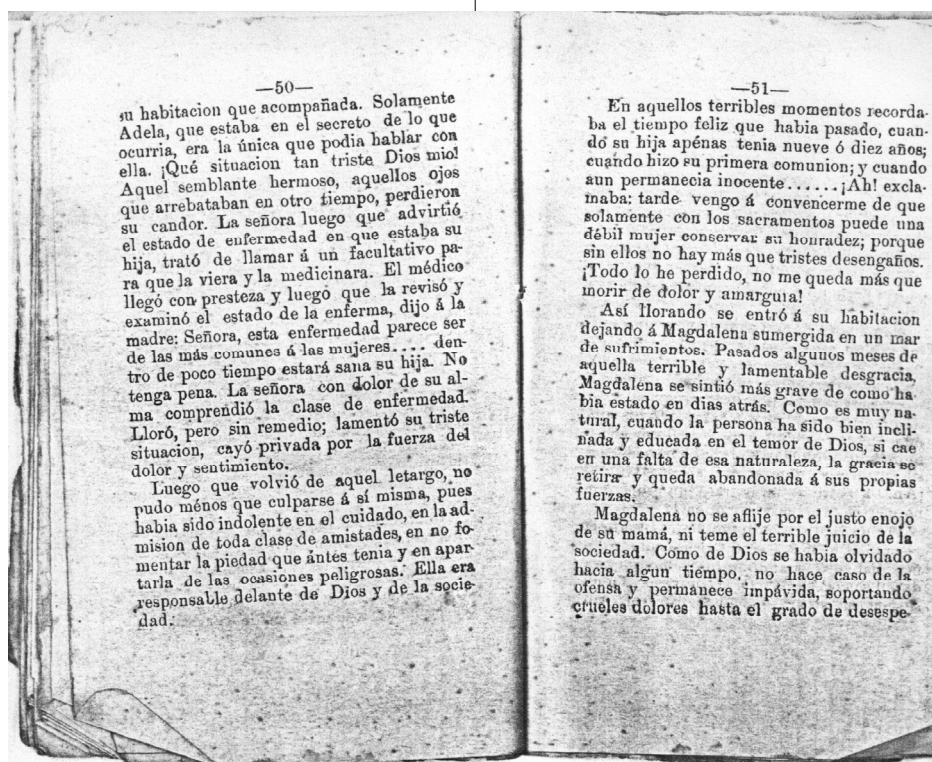 —50—
su habitacion que acompañada. Solamente
Adela, que estaba en el secreto de lo que
ocurria, era la única que podia hablar con
ella. ¡Qué situacion tan triste Dios mio!
Aquel semblante hermoso, aquellos ojos
que arrebataban en otro tiempo, perdieron
su candor. La señora luego que advirtió
el estado de enfermedad en que estaba su
hija, trató de llamar á un facultativo pa-
ra que la viera y la medicinara. El médico
llegó con presteza y luego que la revisó y
examinó el estado de la enferma, dijo á la
madre: Señora, esta enfermedad parece ser
de las más comunes á las mujeres.... den-
tro de poco tiempo estará sana su hija. No
tenga pena. La señora con dolor de su al-
ma comprendió la clase de enfermedad.
Lloró, pero sin remedio; lamentó su triste
situacion, cayó privada por la fuerza del
dolor y sentimiento.
Luego que volvió de aquel letargo, no
pudo ménos que culparse á sí misma, pues
habia sido indolente en el cuidado, en la ad-
mision de toda clase de amistades, en no fo-
mentar la piedad que ántes tenia y en apar-
tarla de las ocasiones peligrosas. Ella era
responsable delante de Dios y de la socie-
dad.
—51—
En aquellos terribles momentos recorda-
ba el tiempo feliz que habia pasado, cuan-
do su hija apénas tenia nueve ó diez años;
cuando hizo su primera comunion; y cuando
aun permanecia inocente......¡Ah! excla-
maba: tarde vengo á convencerme de que
solamente con los sacramentos puede una
débil mujer conservar su honradez; porque
sin ellos no hay más que tristes desengaños.
¡Todo lo he perdido, no me queda más que
morir de dolor y amargura!
Así llorando se entró á su habitacion
dejando á Magdalena sumergida en un mar
de sufrimientos. Pasados algunos meses de
aquella terrible y lamentable desgracia,
Magdalena se sintió más grave de como ha
bia estado en dias atrás. Como es muy na-
tural, cuando la persona ha sido bien incli-
nada y educada en el temor de Dios, si cae
en una falta de esa naturaleza, la gracia se
retira y queda abandonada á sus propias
fuerzas.
Magdalena no se aflije por el justo enojo
de su mamá, ni teme el terrible juicio de la
sociedad. Como de Dios se habia olvidado
hacia algun tiempo, no hace caso de la
ofensa y permanece impávida, soportando
crueles dolores hasta el grado de desespe-